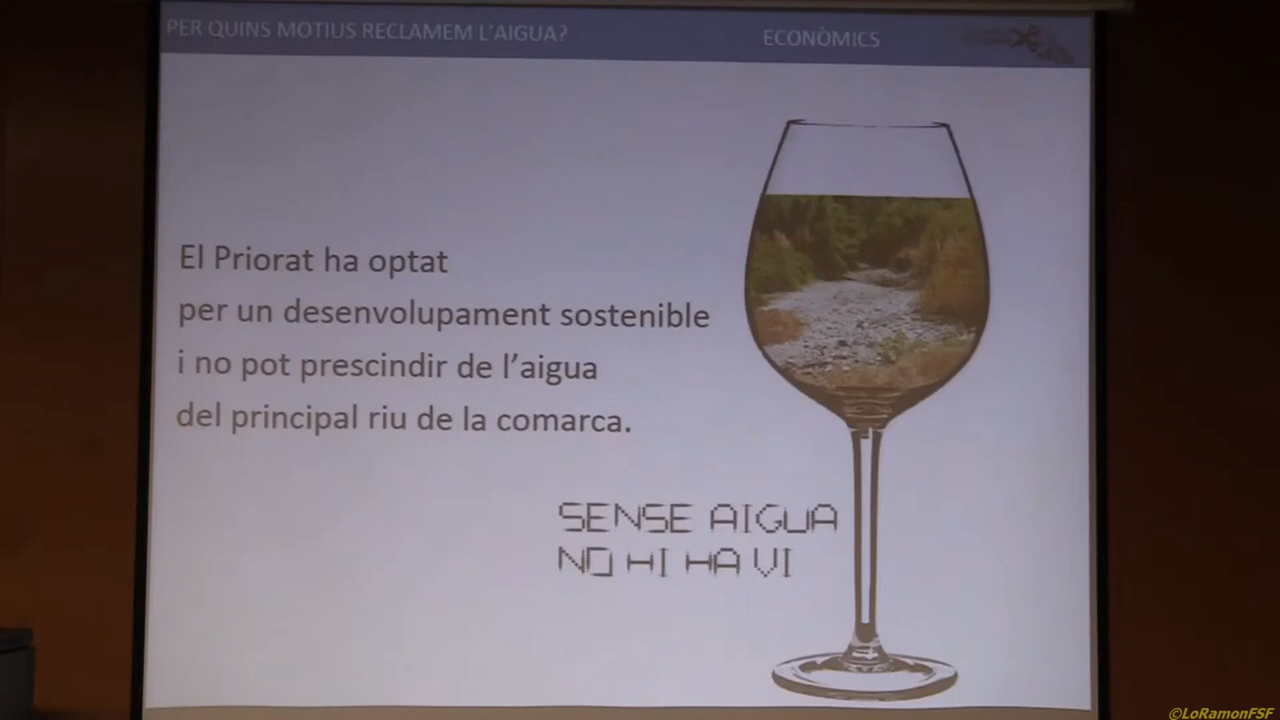 PER QUINS MOTIUS RECLAMEM L'AIGUA?
ECONÒMICS
El Priorat ha optat
per un desenvolupament sostenible
i no pot prescindir de l'aigua
del principal riu de la comarca.
SENSE AIGUA
NO HI HA VI
©LoRamonFSF